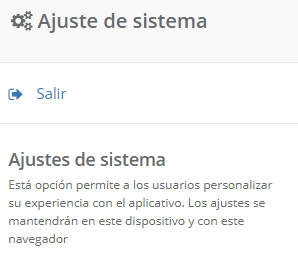 Ajuste de sistema
Salir
Ajustes de sistema
Está opción permite a los usuarios personalizar
su experiencia con el aplicativo. Los ajustes se
mantendrán en este dispositivo y con este
navegador